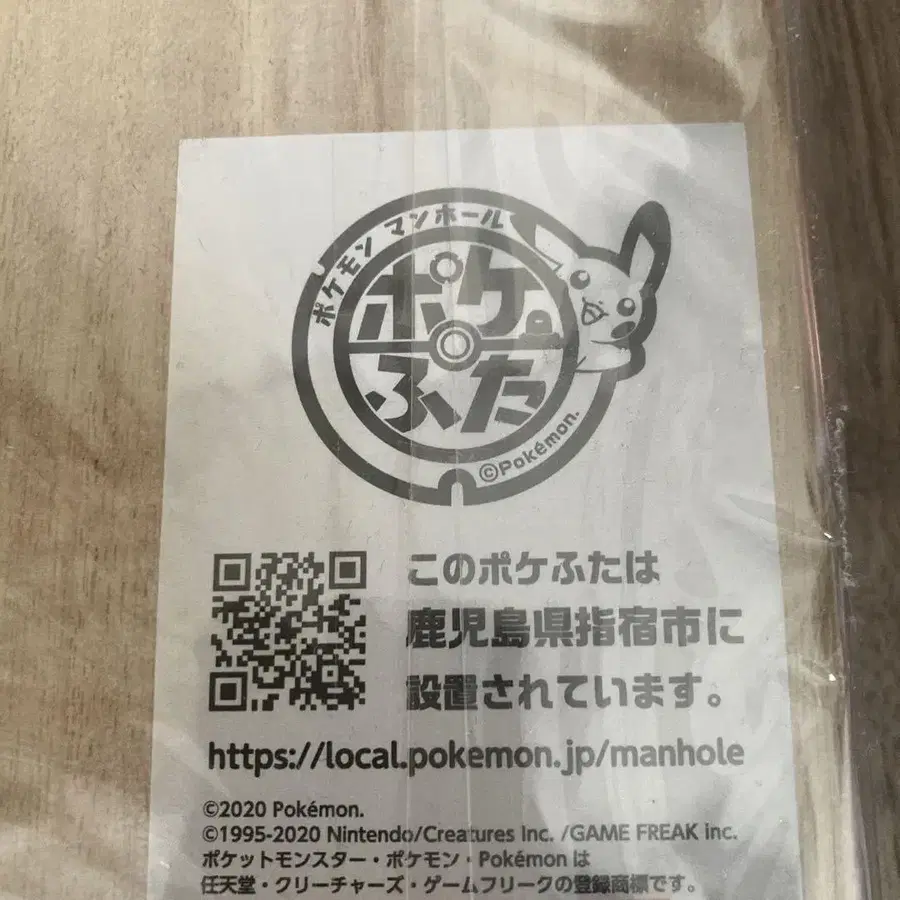 ポケモン マンホール
ポケ
ふた
©Pokémon.
このポケふたは
鹿児島県指宿市に
設置されています。
https://local.pokemon.jp/manhole
©2020 Pokémon.
©1995-2020 Nintendo/Creatures Inc. /GAME FREAK inc.
ポケットモンスター・ポケモン・Pokémon は
任天堂・クリーチャーズ・ゲームフリークの登録商標です。